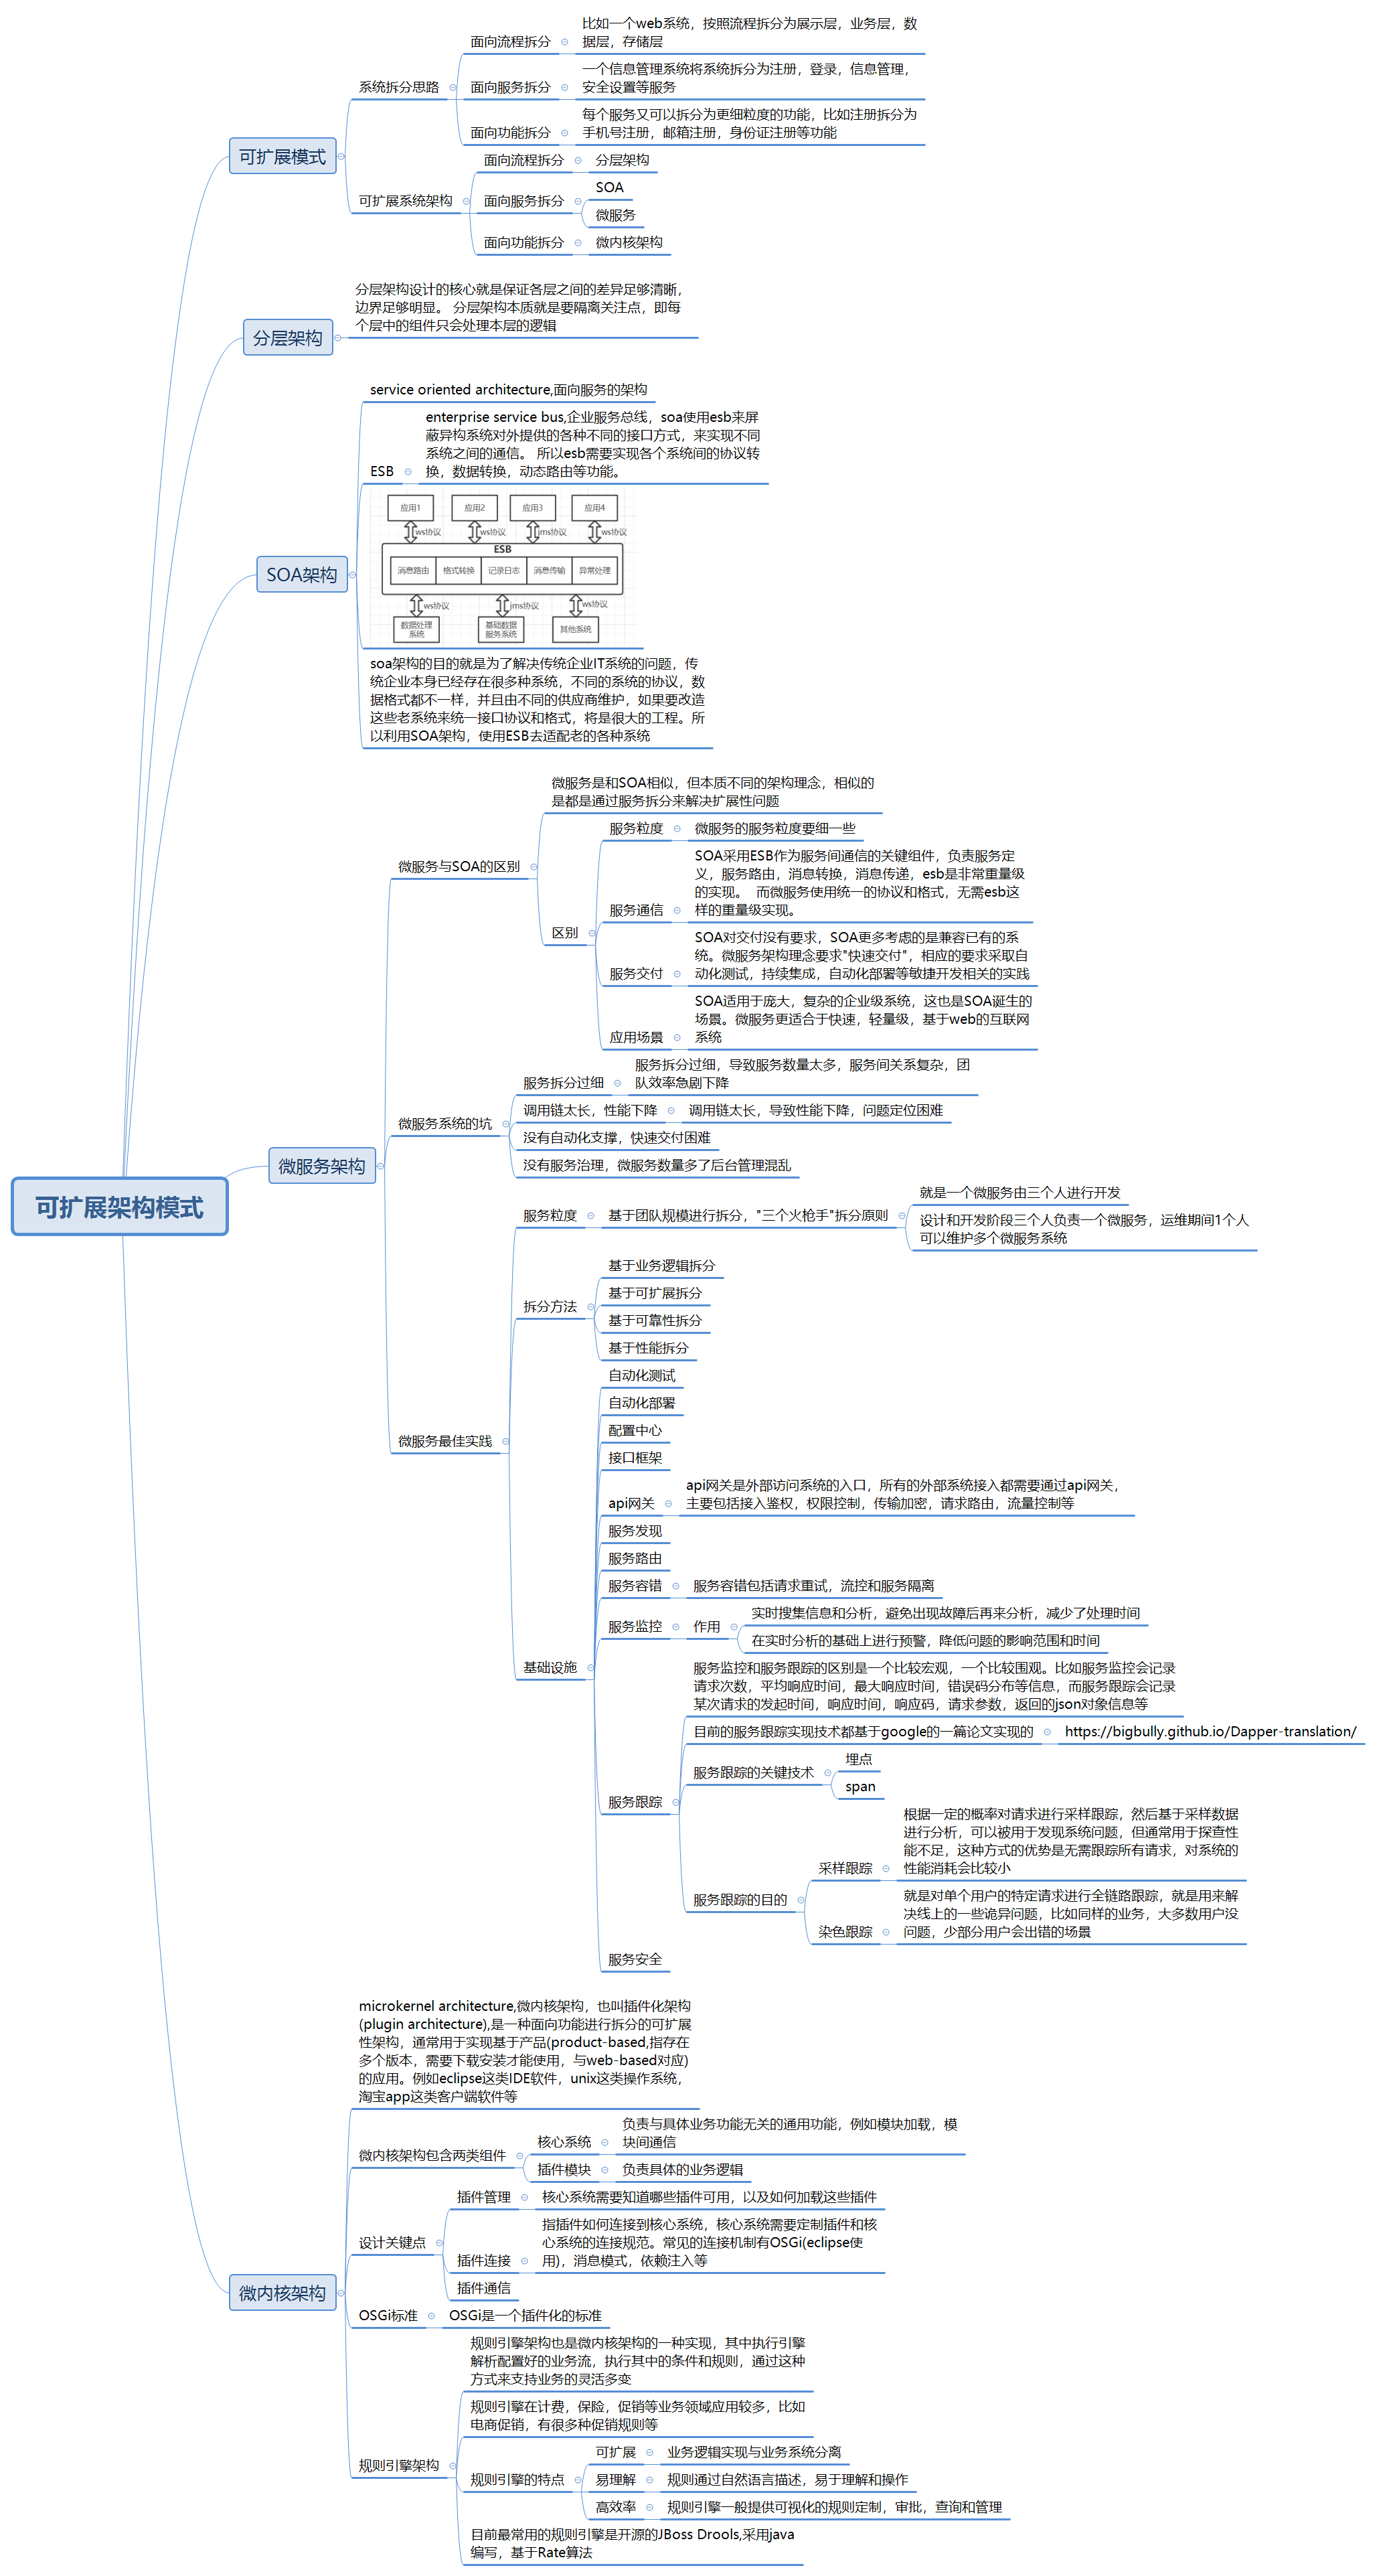 可扩展架构模式
可扩展模式
系统拆分思路
面向流程拆分
比如一个web系统，按照流程拆分为展示层，业务层，数
据层，存储层
面向服务拆分
一个信息管理系统将系统拆分为注册，登录，信息管理，
安全设置等服务
面向功能拆分
每个服务又可以拆分为更细粒度的功能，比如注册拆分为
手机号注册，邮箱注册，身份证注册等功能
可扩展系统架构
面向流程拆分
分层架构
面向服务拆分
SOA
微服务
面向功能拆分
微内核架构
分层架构
分层架构设计的核心就是保证各层之间的差异足够清晰，
边界足够明显。 分层架构本质就是要隔离关注点，即每
个层中的组件只会处理本层的逻辑
SOA架构
service oriented architecture,面向服务的架构
ESB
enterprise service bus,企业服务总线，soa使用esb来屏
蔽异构系统对外提供的各种不同的接口方式，来实现不同
系统之间的通信。 所以esb需要实现各个系统间的协议转
换，数据转换，动态路由等功能。
应用1
应用2
应用3
应用4
ws协议
ws协议
jms协议
ws协议
ESB
消息路由
格式转换
记录日志
消息传输
异常处理
ws协议
jms协议
ws协议
数据处理
系统
基础数据
服务系统
其他系统
soa架构的目的就是为了解决传统企业IT系统的问题，传
统企业本身已经存在很多种系统，不同的系统的协议，数
据格式都不一样，并且由不同的供应商维护，如果要改造
这些老系统来统一接口协议和格式，将是很大的工程。所
以利用SOA架构，使用ESB去适配老的各种系统
微服务架构
微服务与SOA的区别
微服务是和SOA相似，但本质不同的架构理念，相似的
是都是通过服务拆分来解决扩展性问题
区别
服务粒度
微服务的服务粒度要细一些
服务通信
SOA采用ESB作为服务间通信的关键组件，负责服务定
义，服务路由，消息转换，消息传递，esb是非常重量级
的实现。 而微服务使用统一的协议和格式，无需esb这
样的重量级实现。
服务交付
SOA对交付没有要求，SOA更多考虑的是兼容已有的系
统。微服务架构理念要求"快速交付"，相应的要求采取自
动化测试，持续集成，自动化部署等敏捷开发相关的实践
应用场景
SOA适用于庞大，复杂的企业级系统，这也是SOA诞生的
场景。微服务更适合于快速，轻量级，基于web的互联网
系统
微服务系统的坑
服务拆分过细
服务拆分过细，导致服务数量太多，服务间关系复杂，团
队效率急剧下降
调用链太长，性能下降
调用链太长，导致性能下降，问题定位困难
没有自动化支撑，快速交付困难
没有服务治理，微服务数量多了后台管理混乱
微服务最佳实践
服务粒度
基于团队规模进行拆分，"三个火枪手"拆分原则
就是一个微服务由三个人进行开发
设计和开发阶段三个人负责一个微服务，运维期间1个人
可以维护多个微服务系统
拆分方法
基于业务逻辑拆分
基于可扩展拆分
基于可靠性拆分
基于性能拆分
基础设施
自动化测试
自动化部署
配置中心
接口框架
api网关
api网关是外部访问系统的入口，所有的外部系统接入都需要通过api网关，
主要包括接入鉴权，权限控制，传输加密，请求路由，流量控制等
服务发现
服务路由
服务容错
服务容错包括请求重试，流控和服务隔离
服务监控
作用
实时搜集信息和分析，避免出现故障后再来分析，减少了处理时间
在实时分析的基础上进行预警，降低问题的影响范围和时间
服务跟踪
服务监控和服务跟踪的区别是一个比较宏观，一个比较围观。比如服务监控会记录
请求次数，平均响应时间，最大响应时间，错误码分布等信息，而服务跟踪会记录
某次请求的发起时间，响应时间，响应码，请求参数，返回的json对象信息等
目前的服务跟踪实现技术都基于google的一篇论文实现的
https://bigbully.github.io/Dapper-translation/
服务跟踪的关键技术
埋点
span
服务跟踪的目的
采样跟踪
根据一定的概率对请求进行采样跟踪，然后基于采样数据
进行分析，可以被用于发现系统问题，但通常用于探查性
能不足，这种方式的优势是无需跟踪所有请求，对系统的
性能消耗会比较小
染色跟踪
就是对单个用户的特定请求进行全链路跟踪，就是用来解
决线上的一些诡异问题，比如同样的业务，大多数用户没
问题，少部分用户会出错的场景
服务安全
微内核架构
microkernel architecture,微内核架构，也叫插件化架构
(plugin architecture),是一种面向功能进行拆分的可扩展
性架构，通常用于实现基于产品(product-based,指存在
多个版本，需要下载安装才能使用，与web-based对应)
的应用。例如eclipse这类IDE软件，unix这类操作系统，
淘宝app这类客户端软件等
微内核架构包含两类组件
核心系统
负责与具体业务功能无关的通用功能，例如模块加载，模
块间通信
插件模块
负责具体的业务逻辑
设计关键点
插件管理
核心系统需要知道哪些插件可用，以及如何加载这些插件
插件连接
指插件如何连接到核心系统，核心系统需要定制插件和核
心系统的连接规范。常见的连接机制有OSGi(eclipse使
用)，消息模式，依赖注入等
插件通信
OSGi标准
OSGi是一个插件化的标准
规则引擎架构
规则引擎架构也是微内核架构的一种实现，其中执行引擎
解析配置好的业务流，执行其中的条件和规则，通过这种
方式来支持业务的灵活多变
规则引擎在计费，保险，促销等业务领域应用较多，比如
电商促销，有很多种促销规则等
规则引擎的特点
可扩展
业务逻辑实现与业务系统分离
易理解
规则通过自然语言描述，易于理解和操作
高效率
规则引擎一般提供可视化的规则定制，审批，查询和管理
目前最常用的规则引擎是开源的JBoss Drools,采用java
编写，基于Rate算法